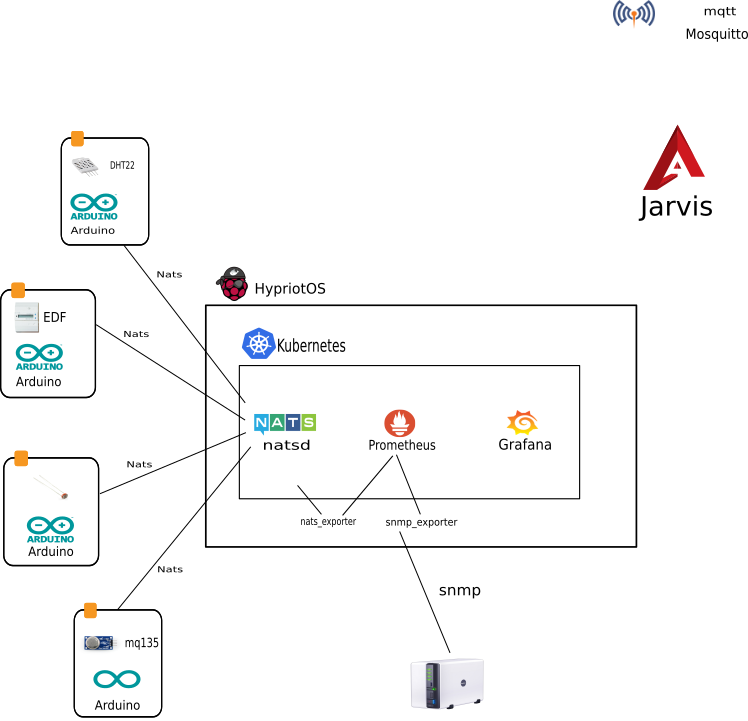 mqtt
Mosquitto
DHT22
ARDUINO
Arduino
Jarvis
Nats
HypriotOS
EDF
ARDUINO
Arduino
Nats
Kubernetes
NATS
natsd
Prometheus
Grafana
Nats
ARDUINO
Arduino
nats_exporter
snmp_exporter
Nats
snmp
mq135
Arduino